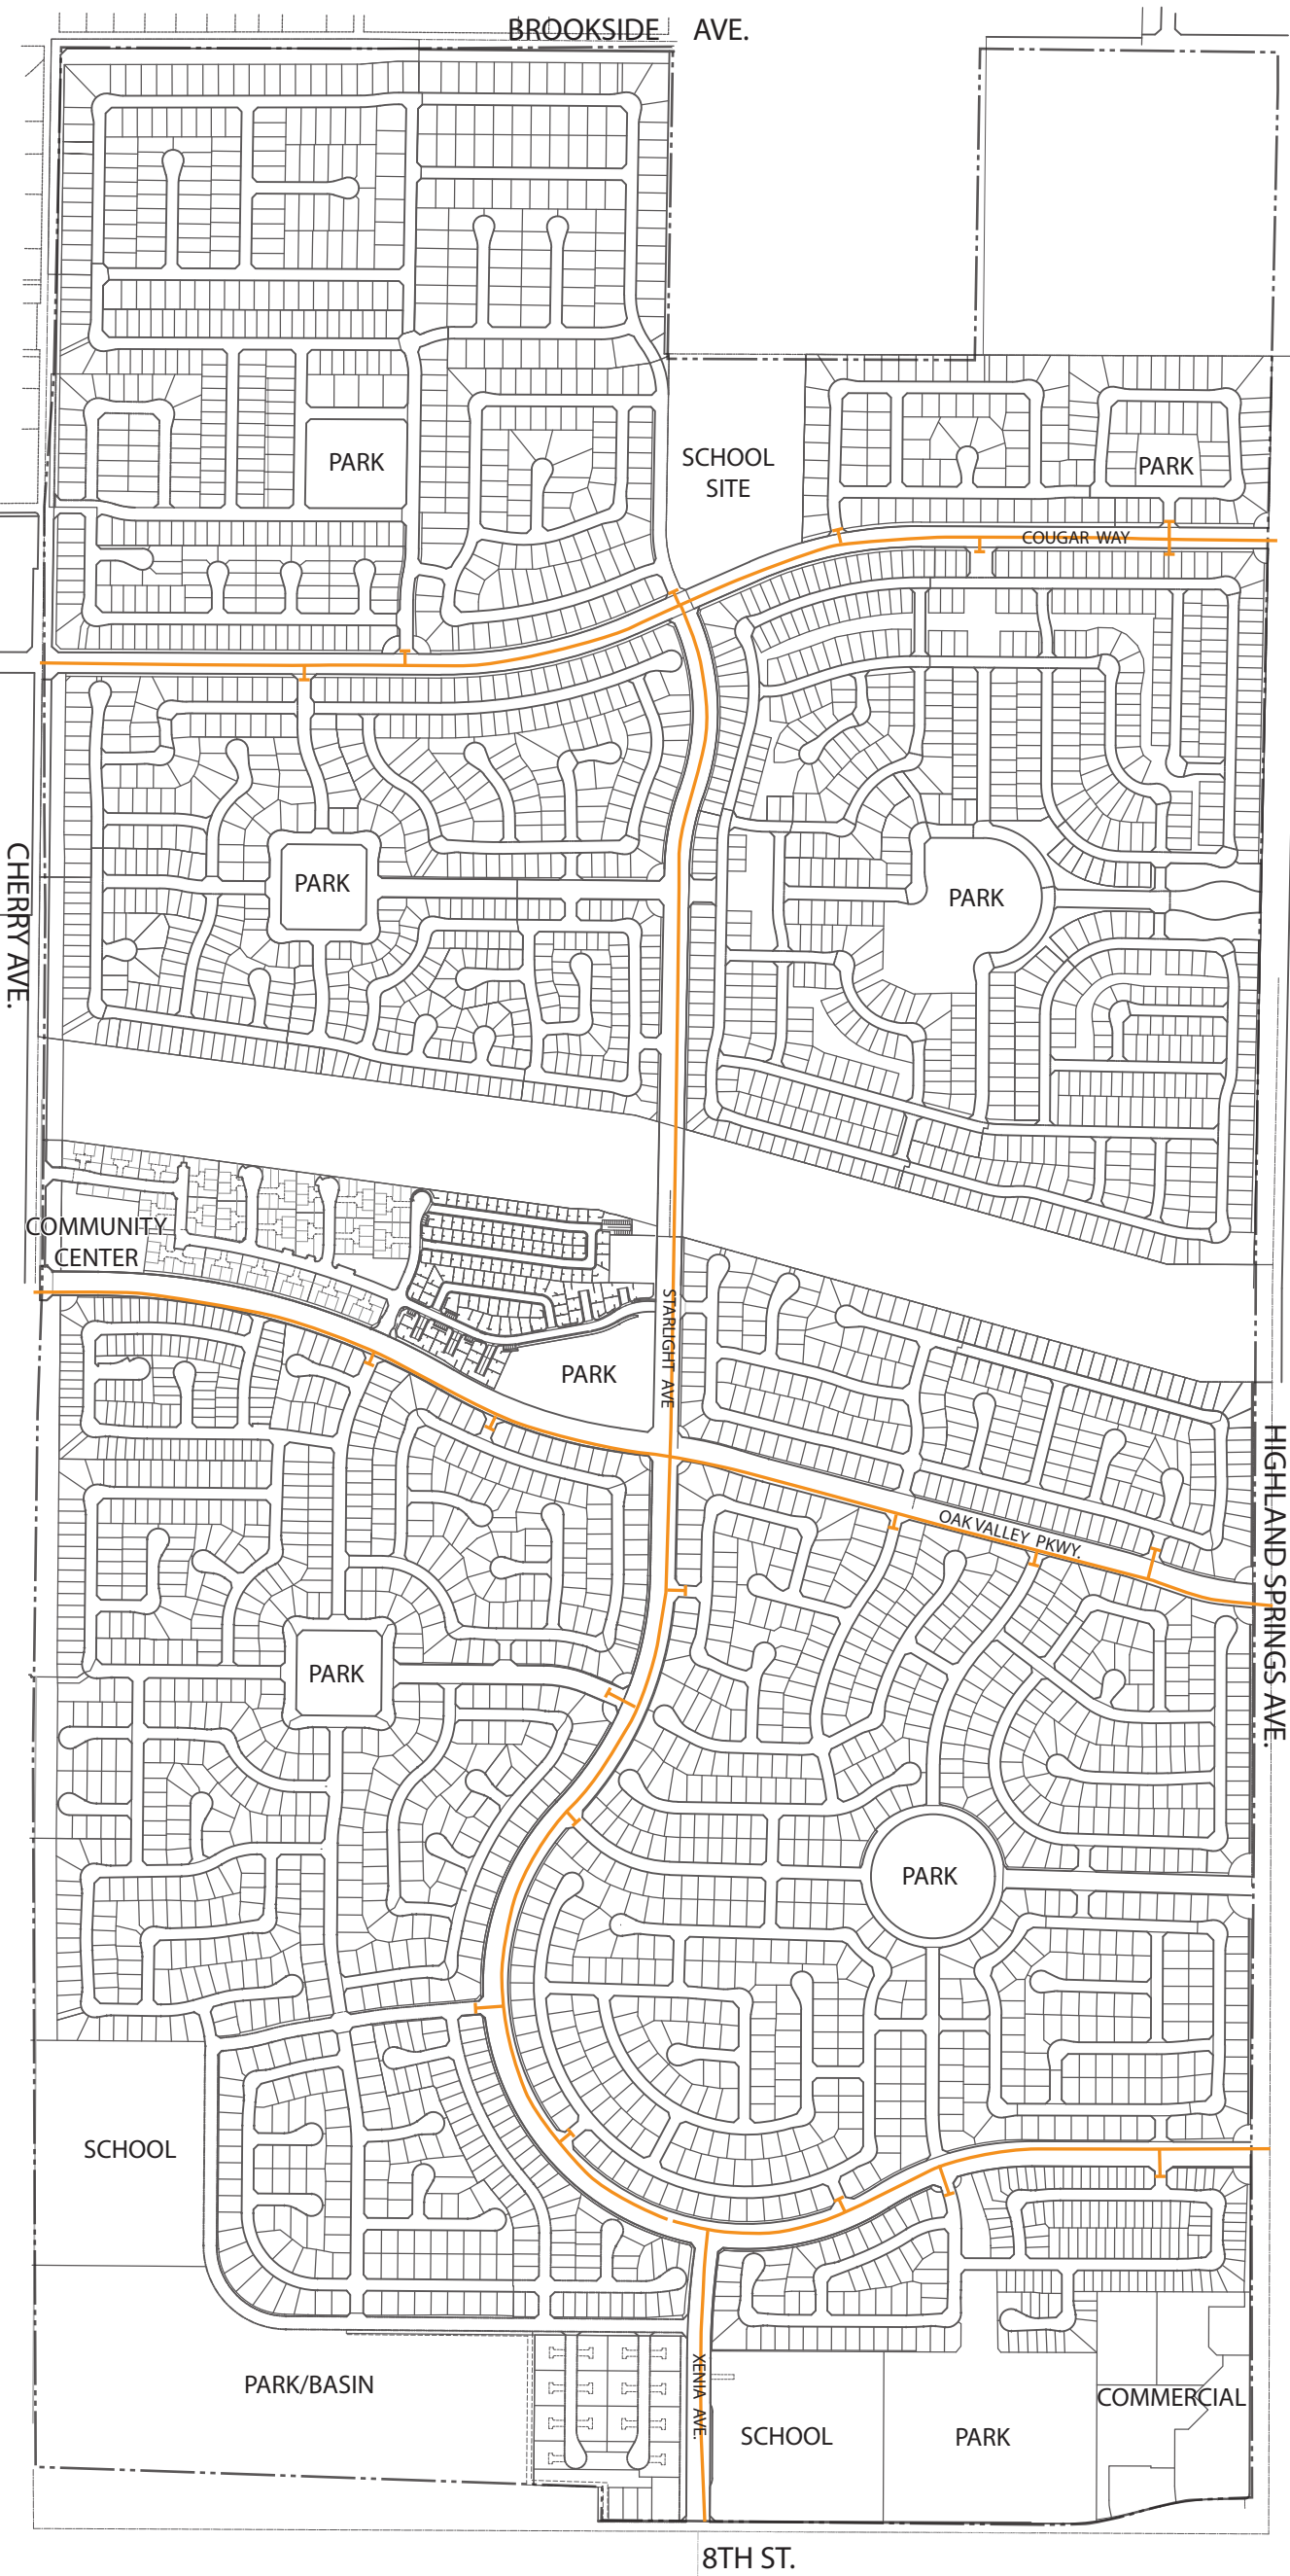 BROOKSIDE AVE.
PARK
SCHOOL
SITE
PARK
COUGAR WAY
CHERRY AVE.
PARK
PARK
COMMUNITY
CENTER
STARLIGHT AVE
PARK
OAK VALLEY PKWY.
HIGHLAND SPRINGS AVE.
PARK
PARK
SCHOOL
PARK/BASIN
XENIA AVE.
SCHOOL
PARK
COMMERCIAL
8TH ST.